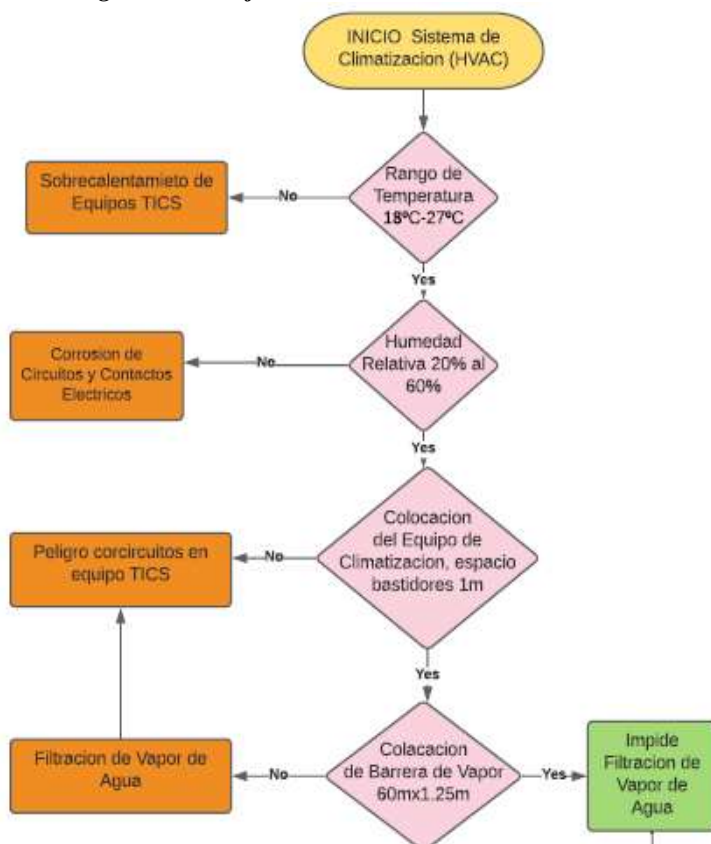 INICIO Sistema de
Climatizacion (HVAC)
Rango de
Temperatura
18ºC-27ºC
No
Sobrecalentamieto de
Equipos TICS
Yes
Humedad
Relativa 20% al
60%
No
Corrosion de
Circuitos y Contactos
Electricos
Yes
Colocacion
del Equipo de
Climatizacion, espacio
bastidores 1m
No
Peligro corcircuitos en
equipo TICS
Yes
Colacacion
de Barrera de Vapor
60mx1.25m
No
Filtracion de Vapor de
Agua
Yes
Impide
Filtracion de
Vapor de
Agua